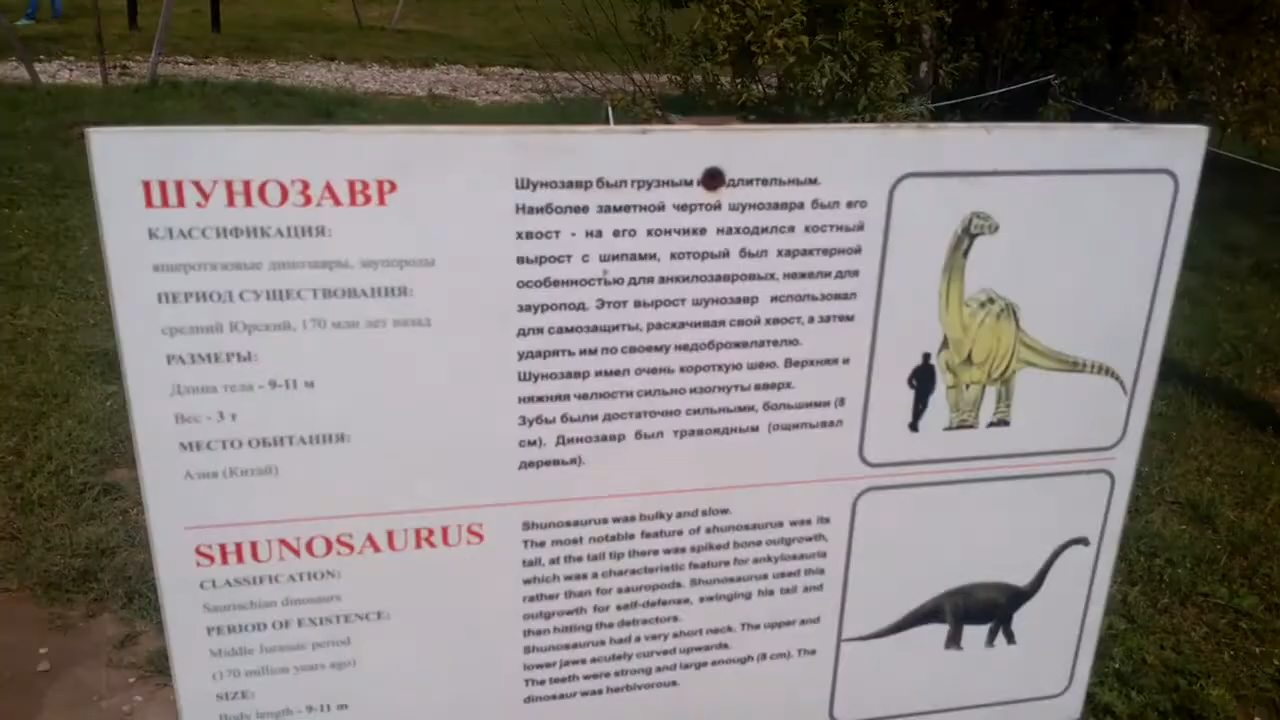 ШУНОЗАВР
КЛАССИФИКАЦИЯ:
ящеротазовые динозавры, зауроподы
ПЕРИОД СУЩЕСТВОВАНИЯ:
средний Юрский, 170 млн лет назад
РАЗМЕРЫ:
Длина тела - 9-11 м
Вес - 3 т
МЕСТО ОБИТАНИЯ:
Азия (Китай)
Шунозавр был грузным длительным.
Наиболее заметной чертой шунозавра был его
хвост - на его кончике находился костный
вырост с шипами, который был характерной
особенностью для анкилозавровых, нежели для
зауропод. Этот вырост шунозавр использовал
для самозащиты, раскачивая свой хвост, а затем
ударять им по своему недоброжелателю.
Шунозавр имел очень короткую шею. Верхняя и
няжняя челюсти сильно изогнуты вверх.
Зубы были достаточно сильными, большими (8
см). Динозавр был травоядным (ощипывал
деревья).
SHUNOSAURUS
CLASSIFICATION:
Saurischian dinosaurs
PERIOD OF EXISTENCE:
Middle Jurassic period
(170 million years ago)
SIZE:
Body length - 9-11 m
Shunosaurus was bulky and slow.
The most notable feature of shunosaurus was its
tail, at the tail tip there was spiked bone outgrowth,
which was a characteristic feature for ankylosauria
rather than for sauropods. Shunosaurus used this
outgrowth for self-defense, swinging his tail and
then hitting the detractors.
Shunosaurus had a very short neck. The upper and
lower jaws acutely curved upwards.
The teeth were strong and large enough (8 cm). The
dinosaur was herbivorous.